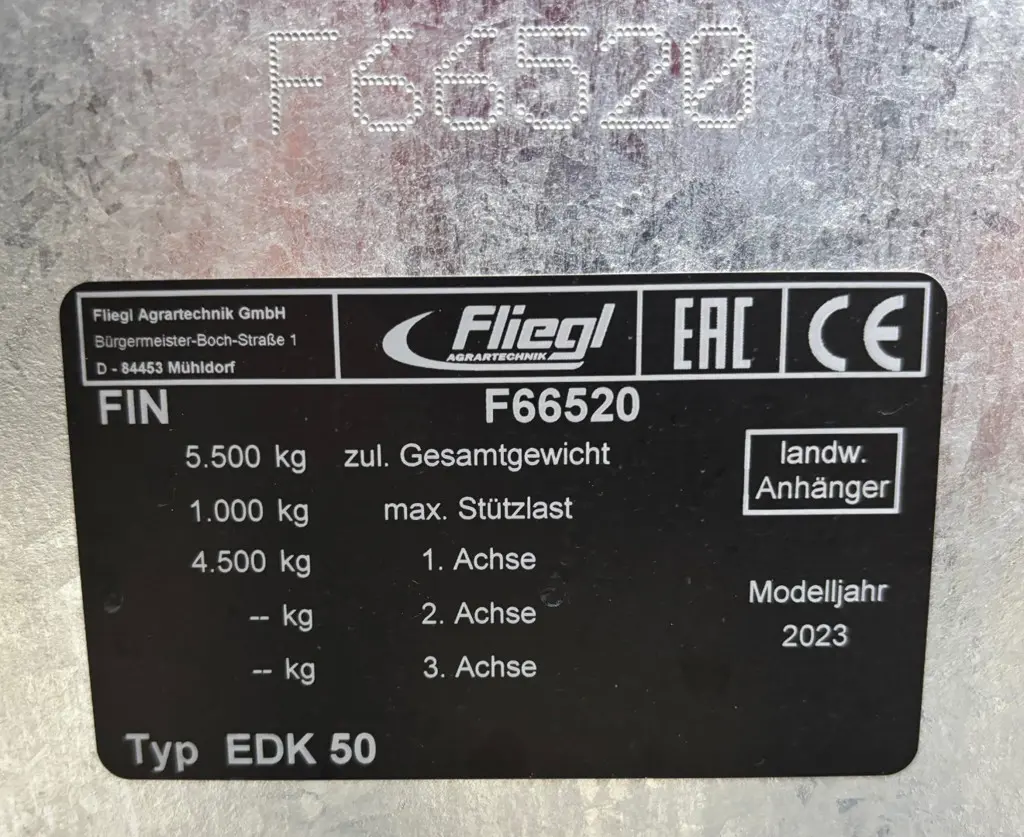 F66520
Fliegl Agrartechnik GmbH
Bürgermeister-Boch-Straße 1
D - 84453 Mühldorf
Fliegl
AGRARTECHNIK
EAC
CE
FIN F66520
5.500 kg zul. Gesamtgewicht
1.000 kg max. Stützlast
4.500 kg 1. Achse
-- kg 2. Achse
-- kg 3. Achse
landw.
Anhänger
Modelljahr
2023
Typ EDK 50